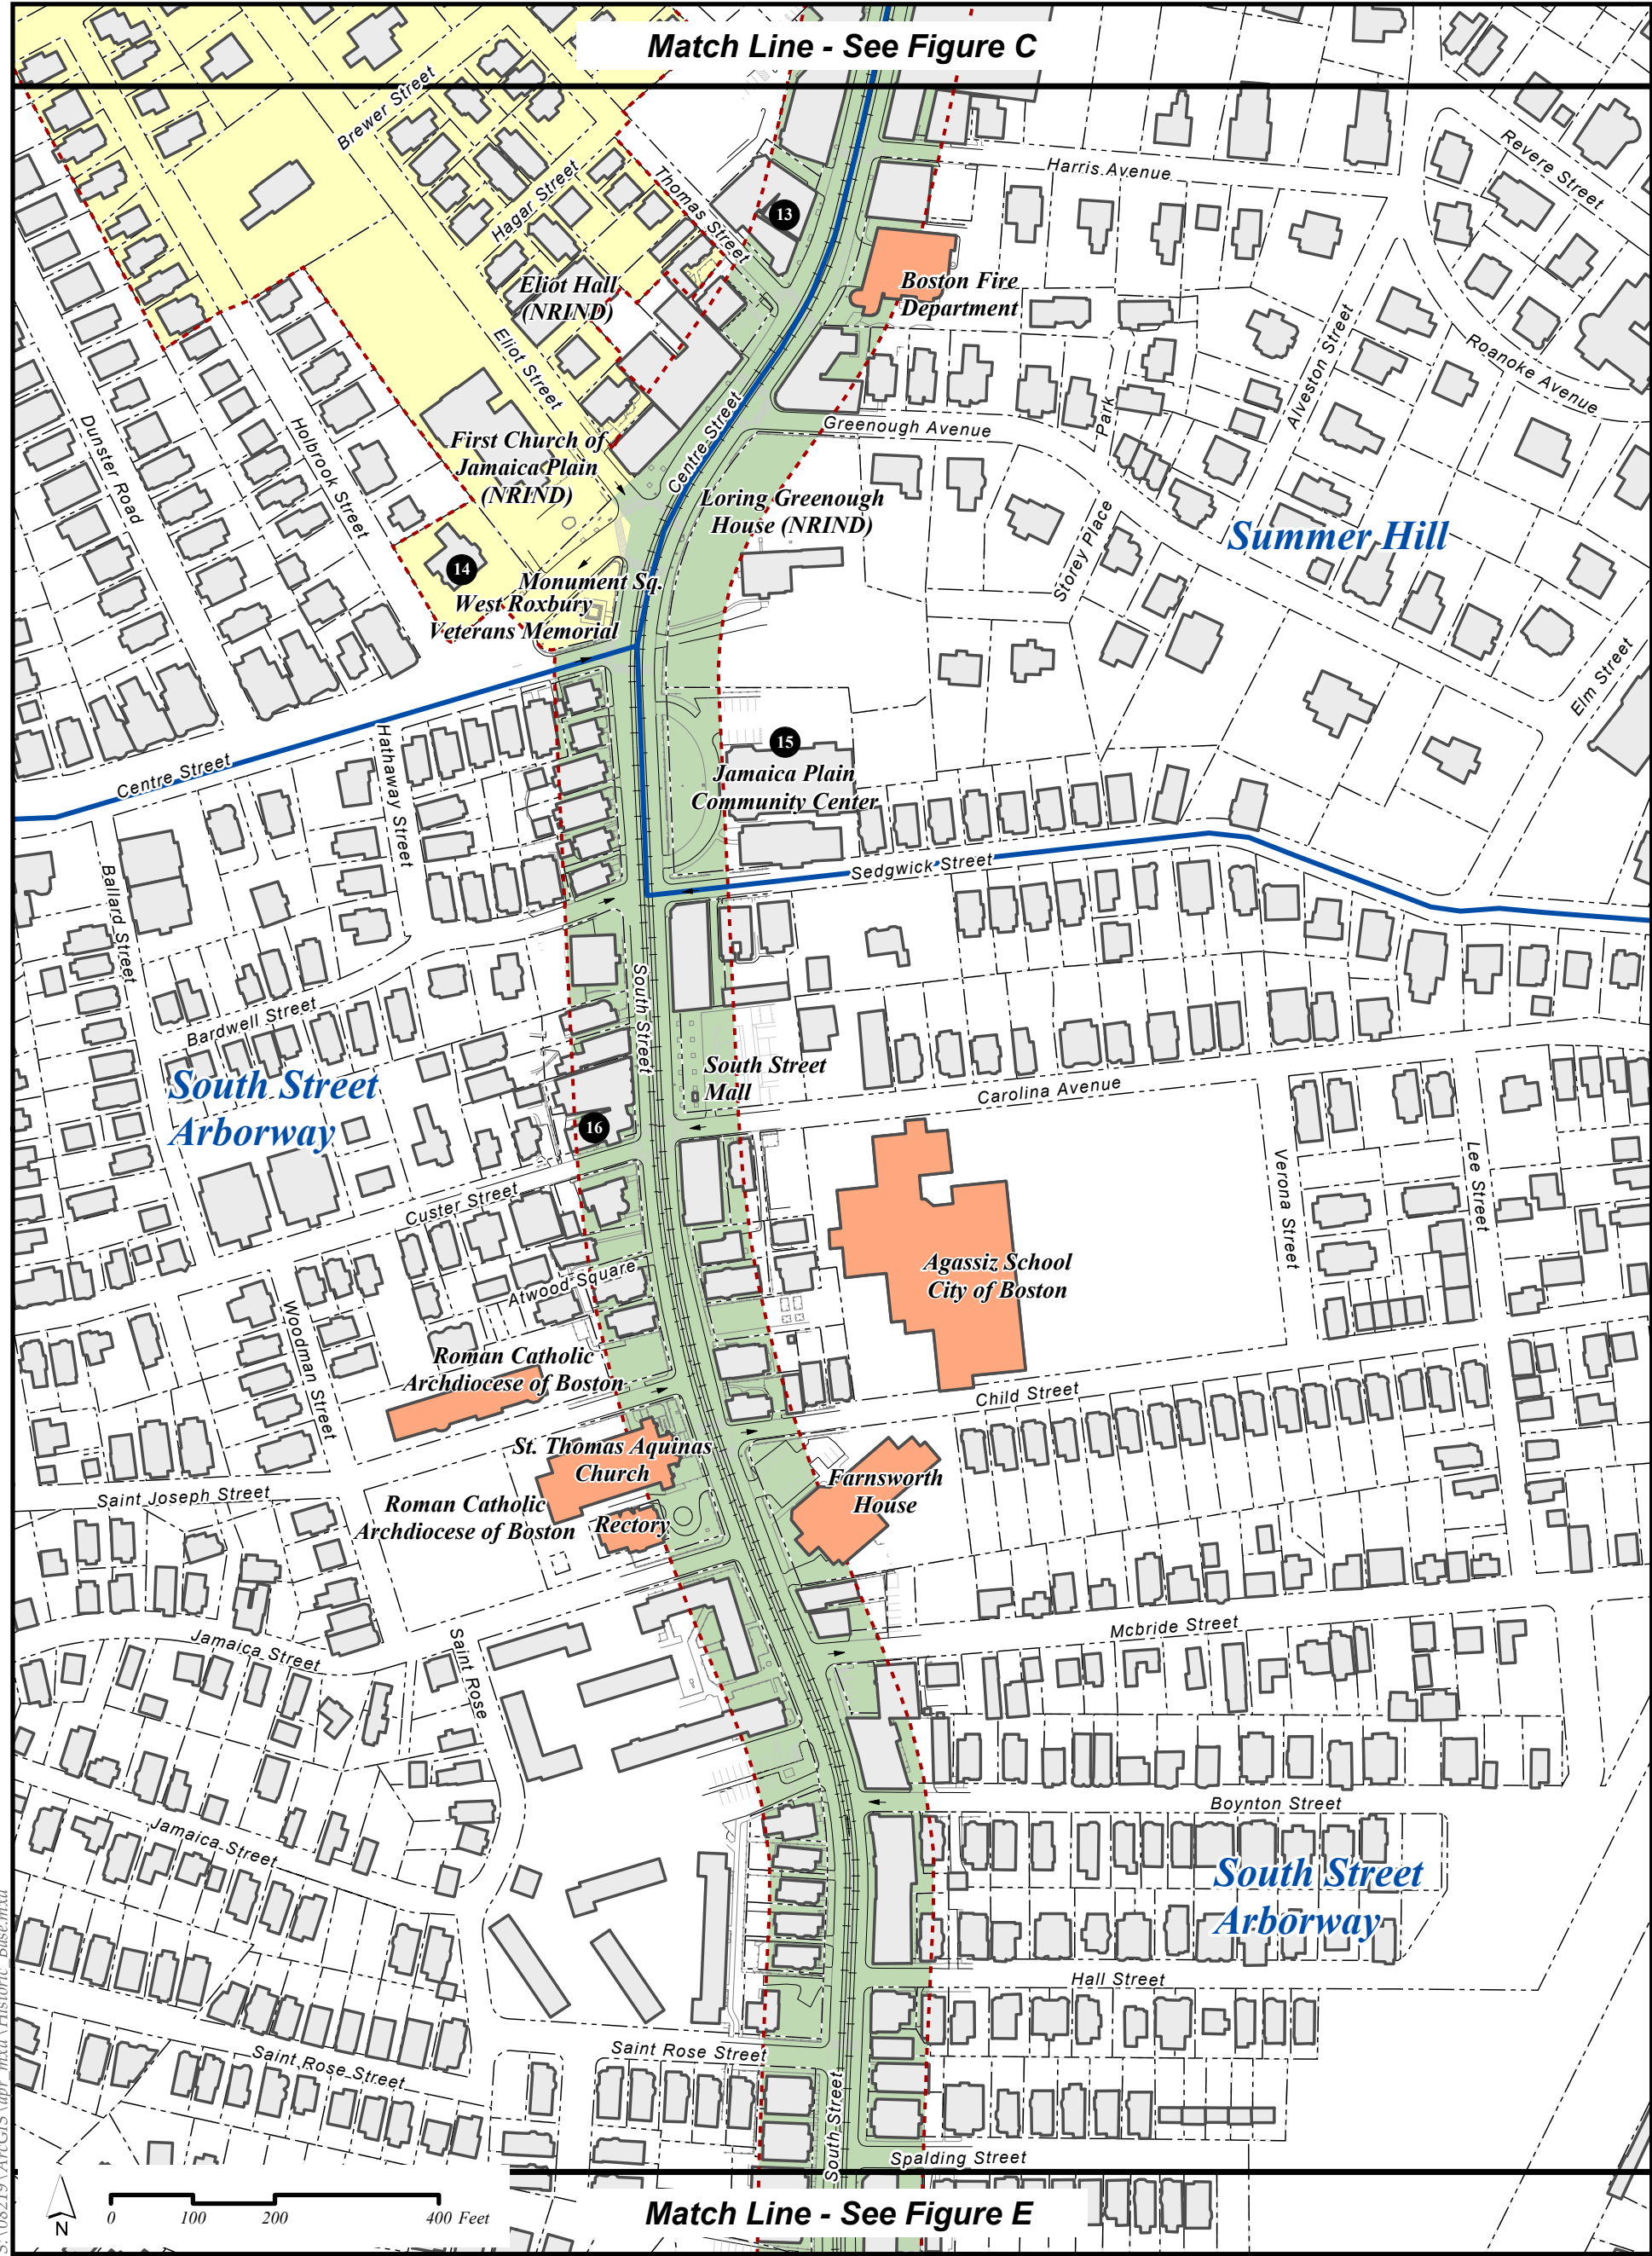 Match Line - See Figure C
Brewer Street
Hagar Street
Thomas Street
13
Harris Avenue
Revere Street
Eliot Hall
(NRIND)
Boston Fire
Department
Eliot Street
Alveston Street
Roanoke Avenue
Dunster Road
Holbrook Street
Centre Street
Park
Greenough Avenue
First Church of
Jamaica Plain
(NRIND)
Loring Greenough
House (NRIND)
Storey Place
Summer Hill
14
Monument Sq.
West Roxbury
Veterans Memorial
Elm Street
Centre Street
Hathaway Street
15
Jamaica Plain
Community Center
Sedgwick Street
Ballard Street
Bardwell Street
South Street
South Street
Mall
South Street
Arborway
16
Carolina Avenue
Custer Street
Verona Street
Lee Street
Atwood Square
Agassiz School
City of Boston
Woodman Street
Roman Catholic
Archdiocese of Boston
Child Street
St. Thomas Aquinas
Church
Farnsworth
House
Saint Joseph Street
Roman Catholic
Archdiocese of Boston
Rectory
Jamaica Street
Saint Rose
Mcbride Street
Boynton Street
Jamaica Street
South Street
Arborway
Hall Street
Saint Rose Street
Saint Rose Street
South Street
Spalding Street
N
0 100 200 400 Feet
Match Line - See Figure E